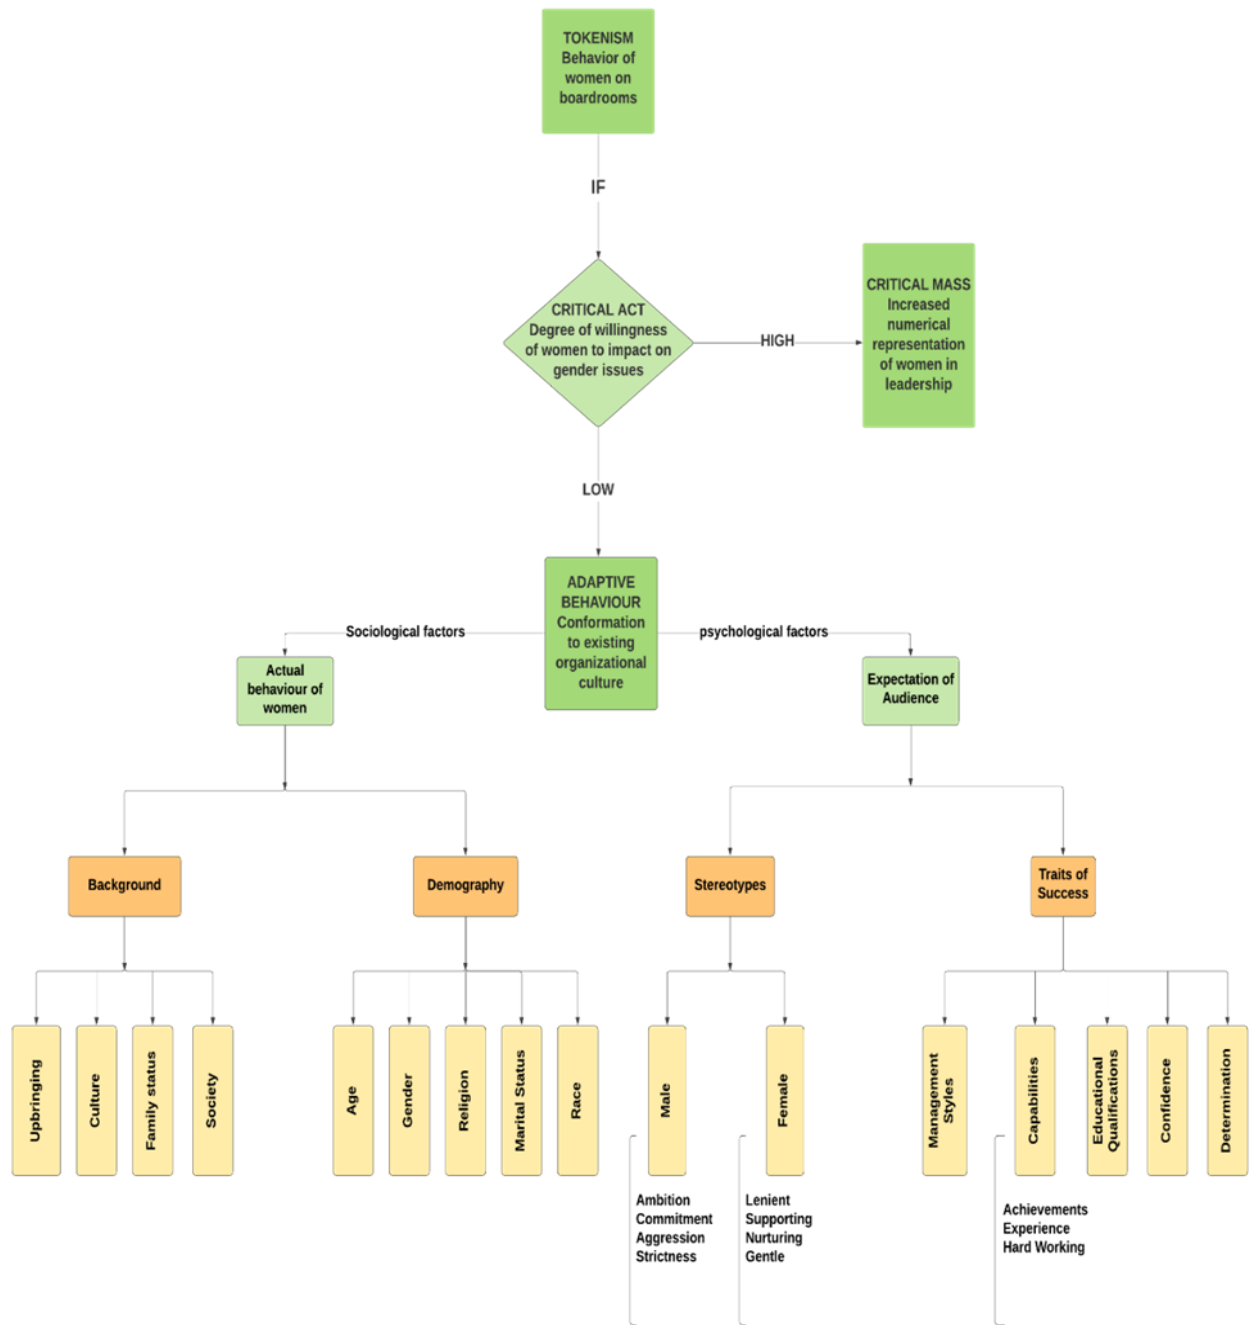 TOKENISM
Behavior of
women on
boardrooms
IF
CRITICAL ACT
Degree of willingness
of women to impact on
gender issues
HIGH
CRITICAL MASS
Increased
numerical
representation
of women in
leadership
LOW
ADAPTIVE
BEHAVIOUR
Conformation
to existing
organizational
culture
Sociological factors
psychological factors
Actual
behaviour of
women
Expectation of
Audience
Background
Demography
Stereotypes
Traits of
Success
Upbringing
Culture
Family status
Society
Age
Gender
Religion
Marital Status
Race
Male
Female
Management
Styles
Capabilities
Educational
Qualifications
Confidence
Determination
Ambition
Commitment
Aggression
Strictness
Lenient
Supporting
Nurturing
Gentle
Achievements
Experience
Hard Working